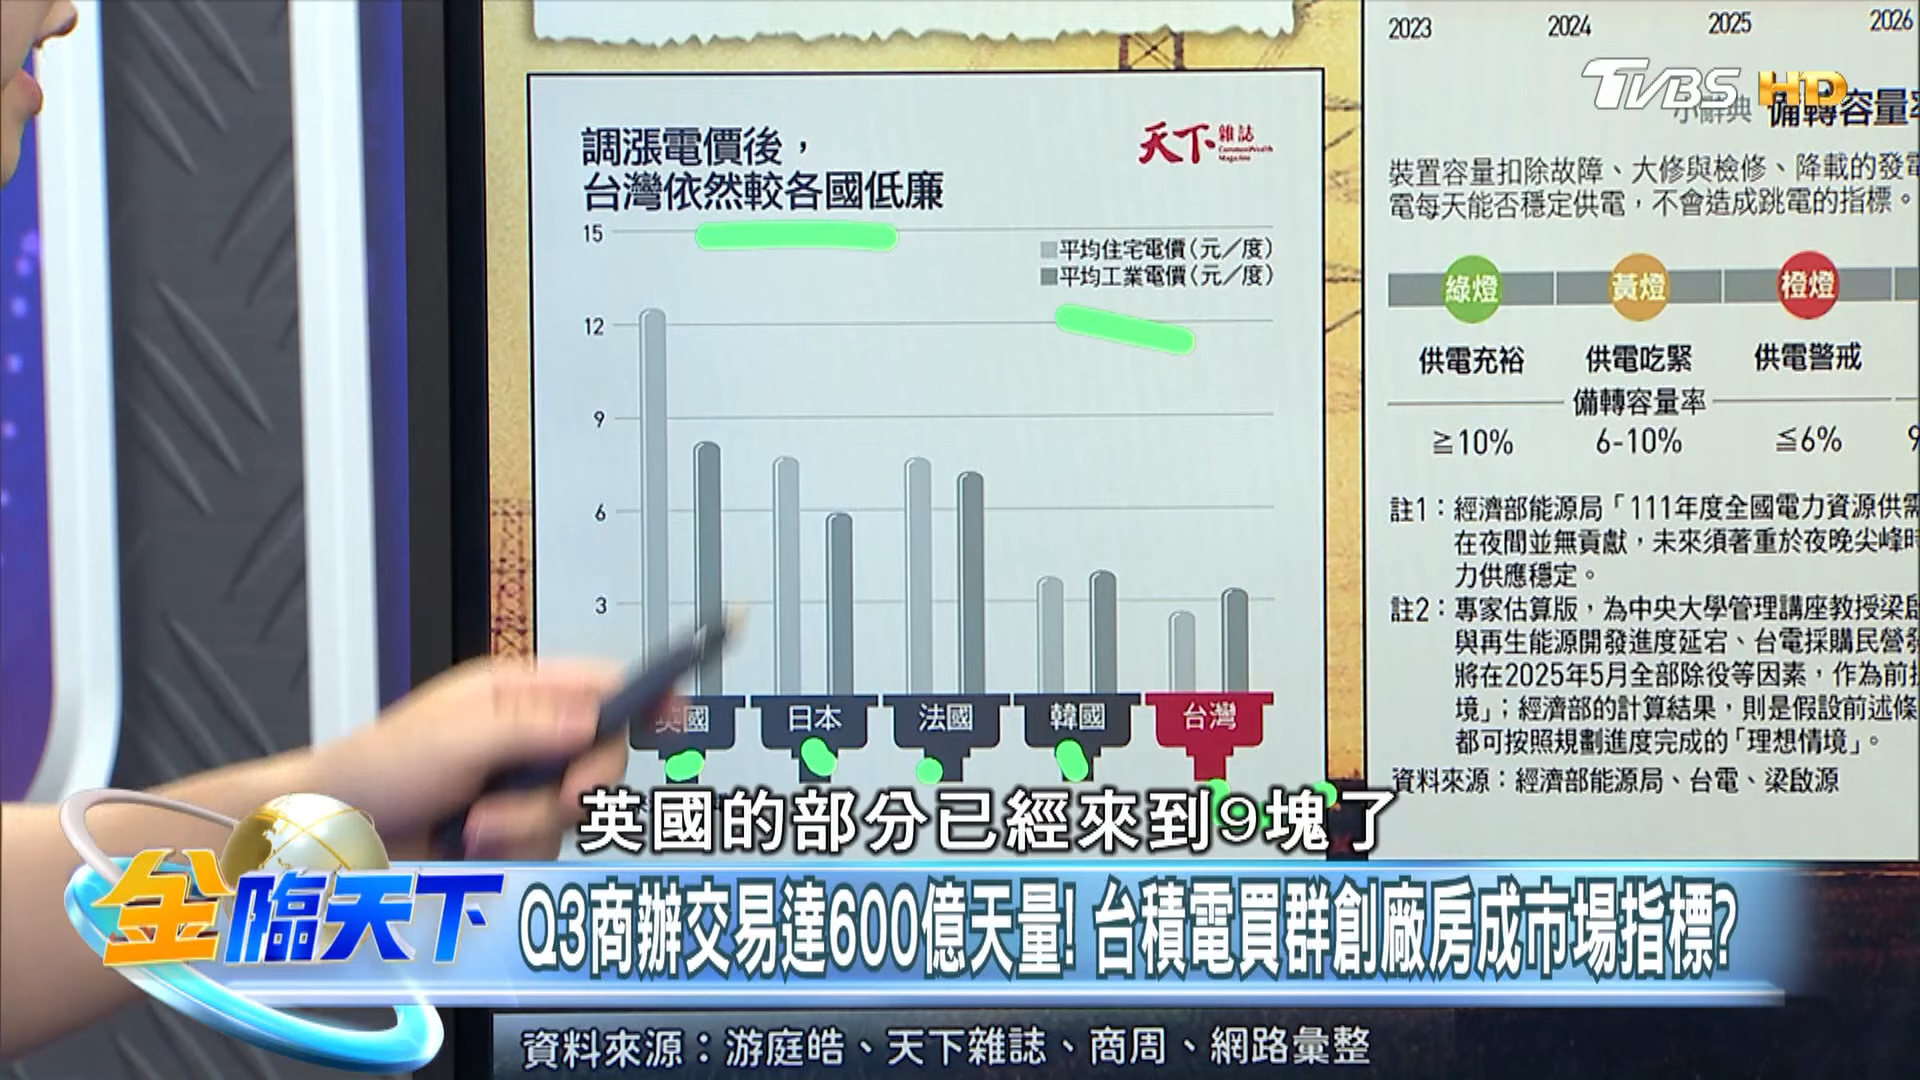 2023 2024 2025 2026
TVBS HD
調漲電價後，
台灣依然較各國低廉
天下雜誌
CommonWealth
Magazine
平均住宅電價(元／度)
平均工業電價(元／度)
15
12
9
6
3
英國 日本 法國 韓國 台灣
小辭典 備轉容量率
裝置容量扣除故障、大修與檢修、降載的發電
電每天能否穩定供電，不會造成跳電的指標。
綠燈 黃燈 橙燈
供電充裕 供電吃緊 供電警戒
備轉容量率
≧10% 6-10% ≦6%
註1：經濟部能源局「111年度全國電力資源供需
在夜間並無貢獻，未來須著重於夜晚尖峰時
力供應穩定。
註2：專家估算版，為中央大學管理講座教授梁啟
與再生能源開發進度延宕、台電採購民營發
將在2025年5月全部除役等因素，作為前提
境」；經濟部的計算結果，則是假設前述條
都可按照規劃進度完成的「理想情境」。
資料來源：經濟部能源局、台電、梁啟源
英國的部分已經來到9塊了
金臨天下
Q3商辦交易達600億天量! 台積電買群創廠房成市場指標?
資料來源：游庭皓、天下雜誌、商周、網路彙整